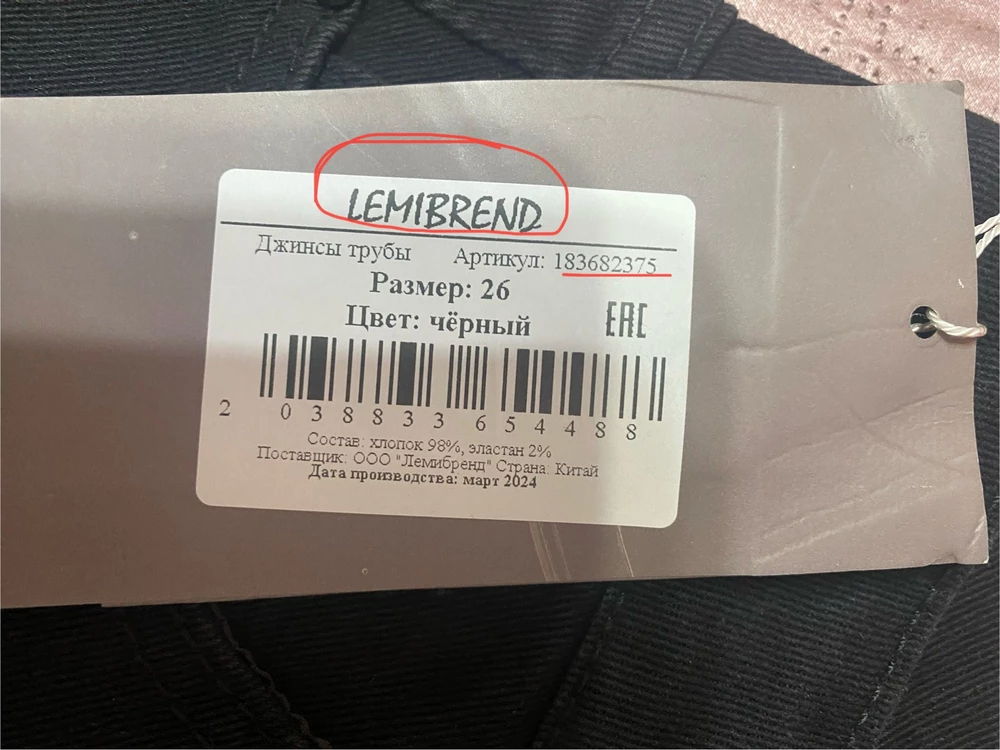 LEMIBREND
Джинсы трубы Артикул: 183682375
Размер: 26
Цвет: чёрный EAC
2 038833 654488
Состав: хлопок 98%, эластан 2%
Поставщик: ООО "Лемибренд" Страна: Китай
Дата производства: март 2024